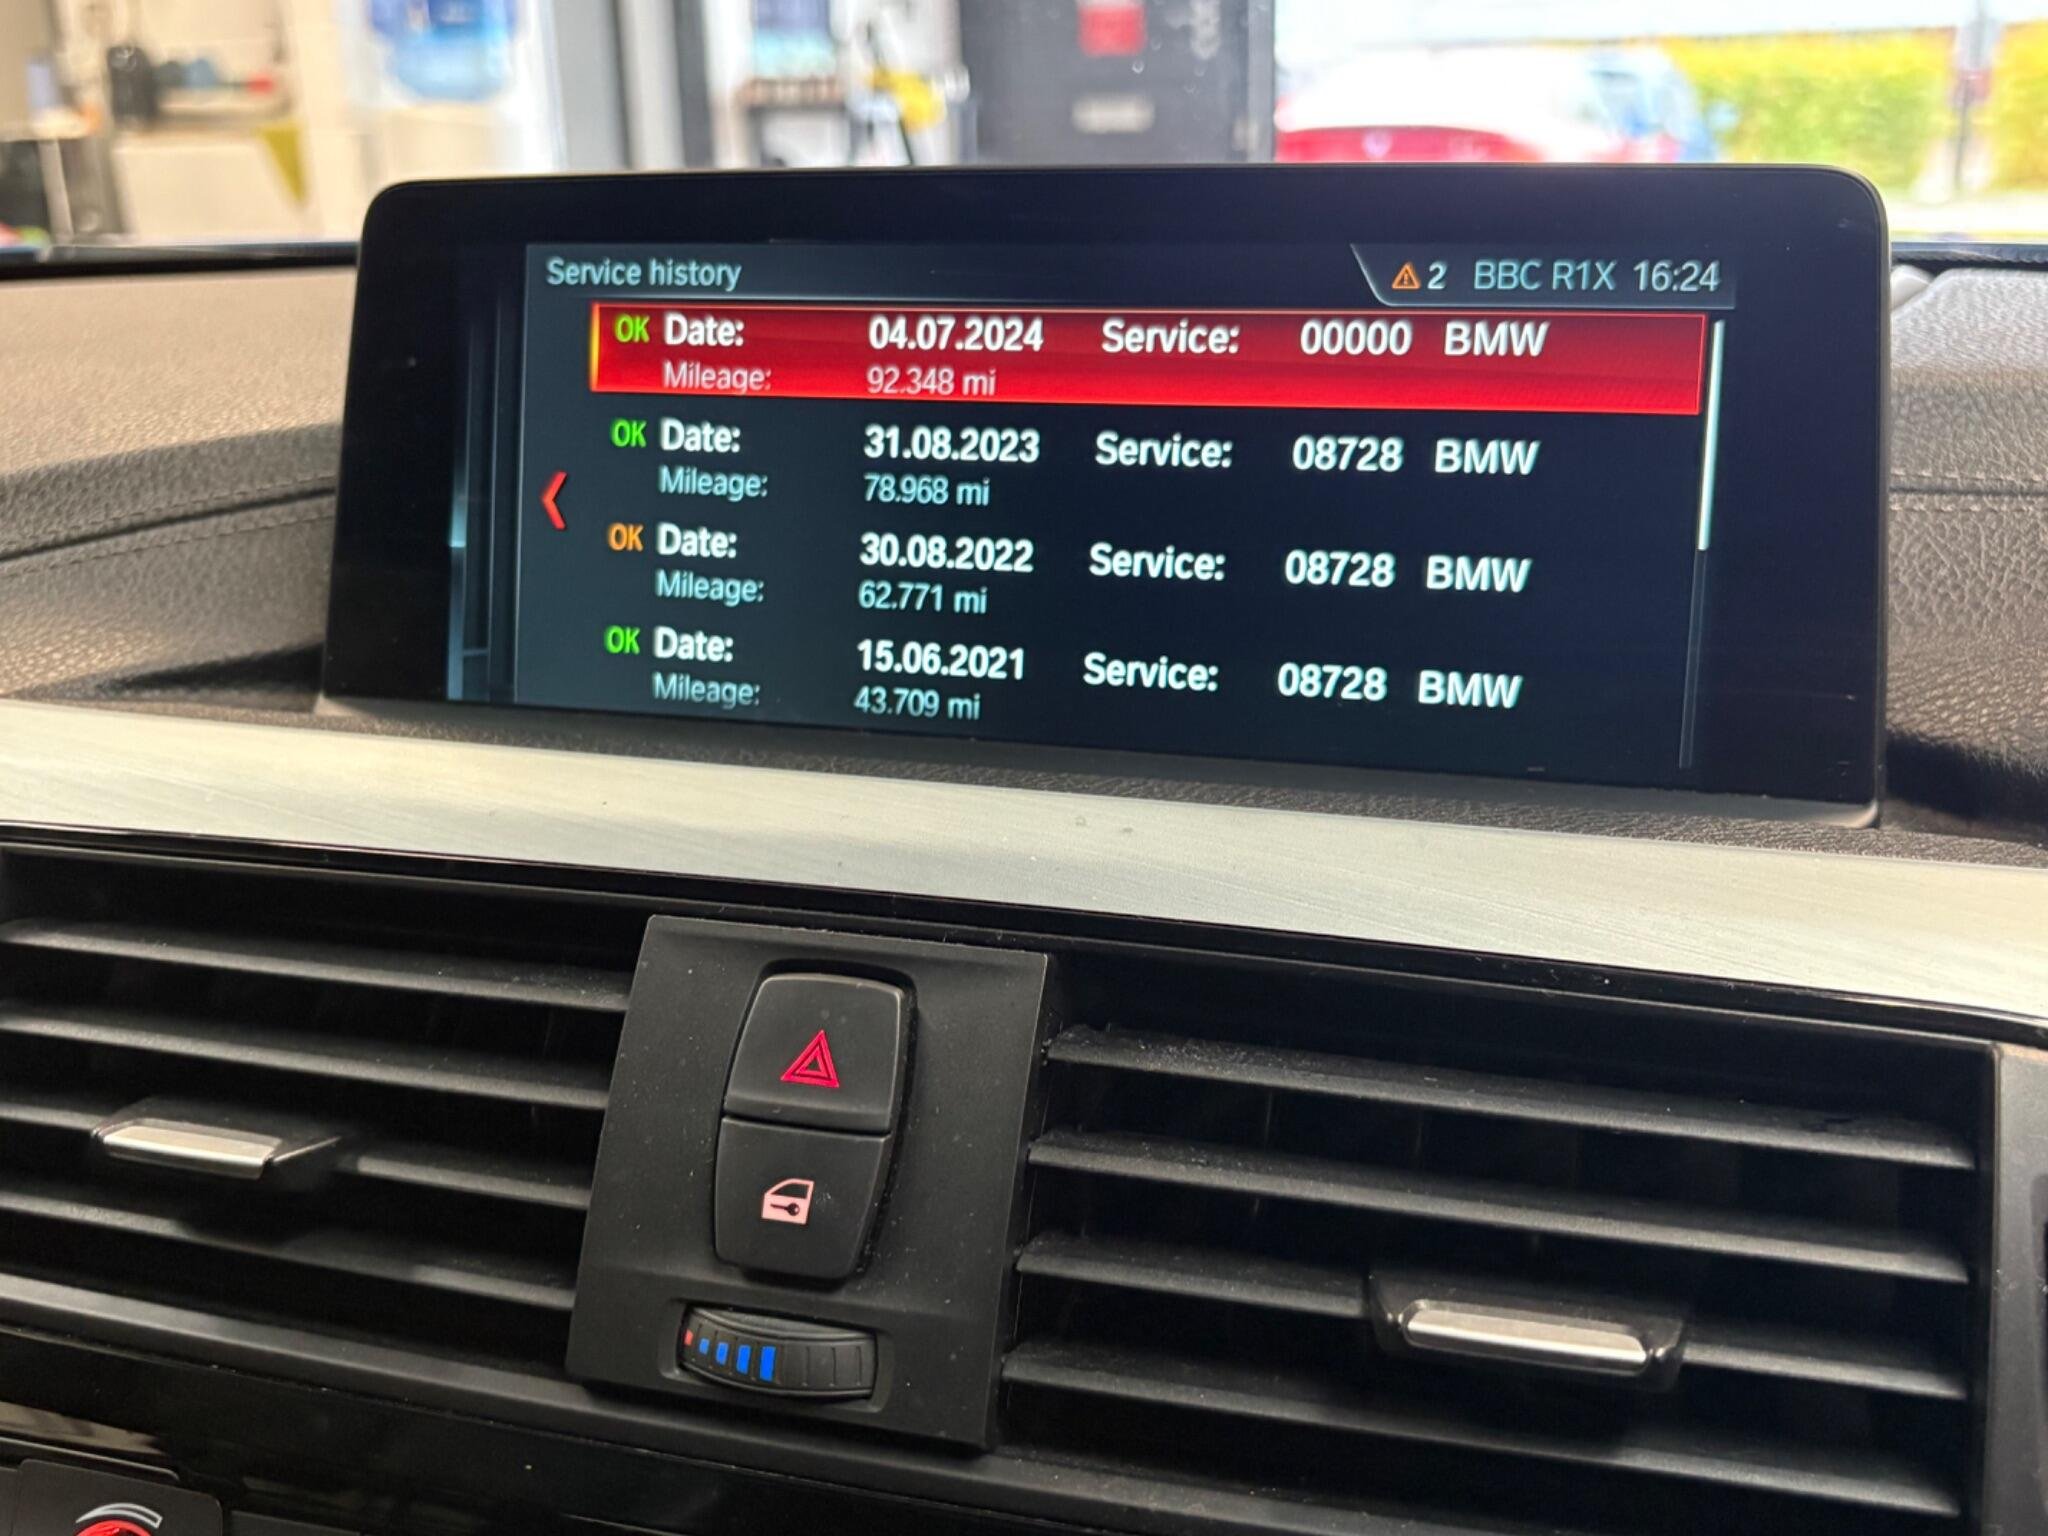 Service history 2 BBC R1X 16:24
OK Date: 04.07.2024 Service: 00000 BMW
Mileage: 92.348 mi
OK Date: 31.08.2023 Service: 08728 BMW
Mileage: 78.968 mi
OK Date: 30.08.2022 Service: 08728 BMW
Mileage: 62.771 mi
OK Date: 15.06.2021 Service: 08728 BMW
Mileage: 43.709 mi